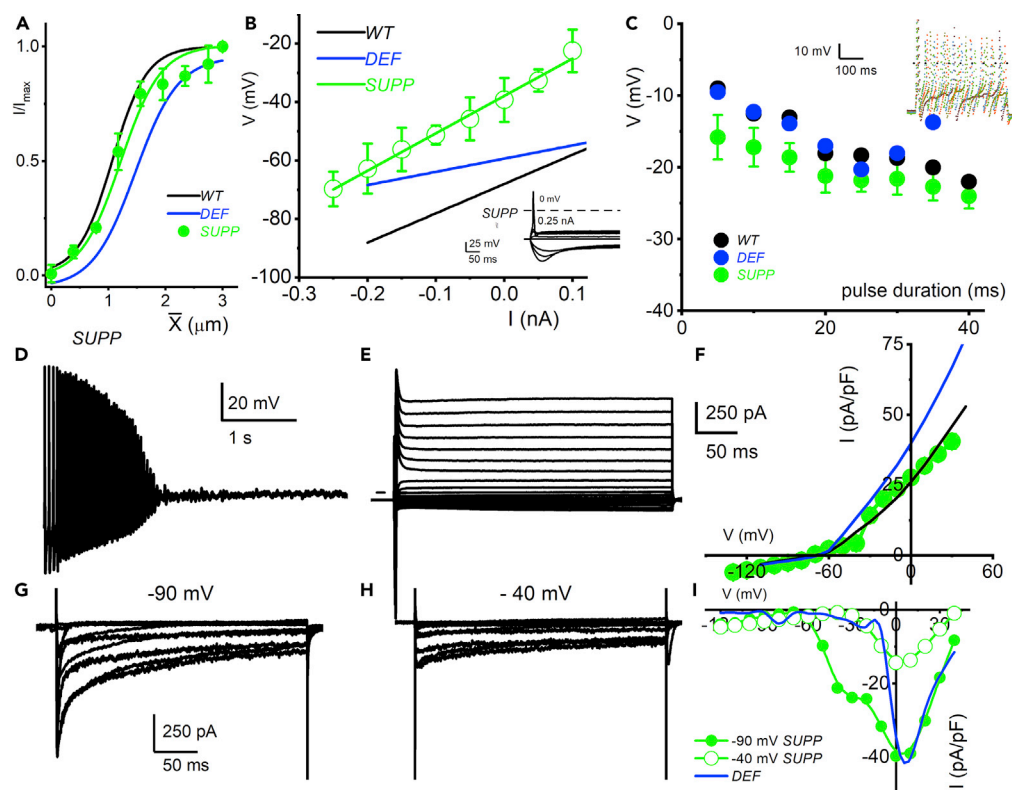 A
1.0
0.5
0.0
I/Imax
WT
DEF
SUPP
0
1
2
3
X̅ (μm)
SUPP
B
-20
-40
-60
-80
-100
V (mV)
WT
DEF
SUPP
SUPP
0 mV
0.25 nA
25 mV
50 ms
-0.3
-0.2
-0.1
0.0
0.1
I (nA)
C
0
-10
-20
-30
-40
V (mV)
10 mV
100 ms
WT
DEF
SUPP
pulse duration (ms)
0
20
40
D
20 mV
1 s
E
250 pA
50 ms
F
75
50
25
0
I (pA/pF)
V (mV)
-120
-60
0
60
G
-90 mV
250 pA
50 ms
H
- 40 mV
I
V (mV)
0
-20
-40
I (pA/pF)
-90 mV SUPP
-40 mV SUPP
DEF